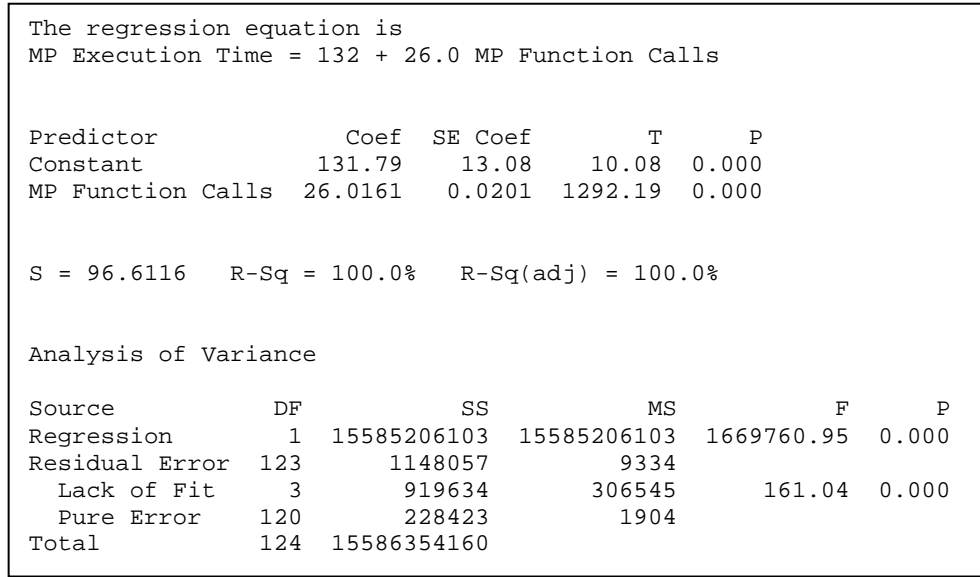 The regression equation is
MP Execution Time = 132 + 26.0 MP Function Calls
Predictor Coef SE Coef T P
Constant 131.79 13.08 10.08 0.000
MP Function Calls 26.0161 0.0201 1292.19 0.000
S = 96.6116 R-Sq = 100.0% R-Sq(adj) = 100.0%
Analysis of Variance
Source DF SS MS F P
Regression 1 15585206103 15585206103 1669760.95 0.000
Residual Error 123 1148057 9334
Lack of Fit 3 919634 306545 161.04 0.000
Pure Error 120 228423 1904
Total 124 15586354160